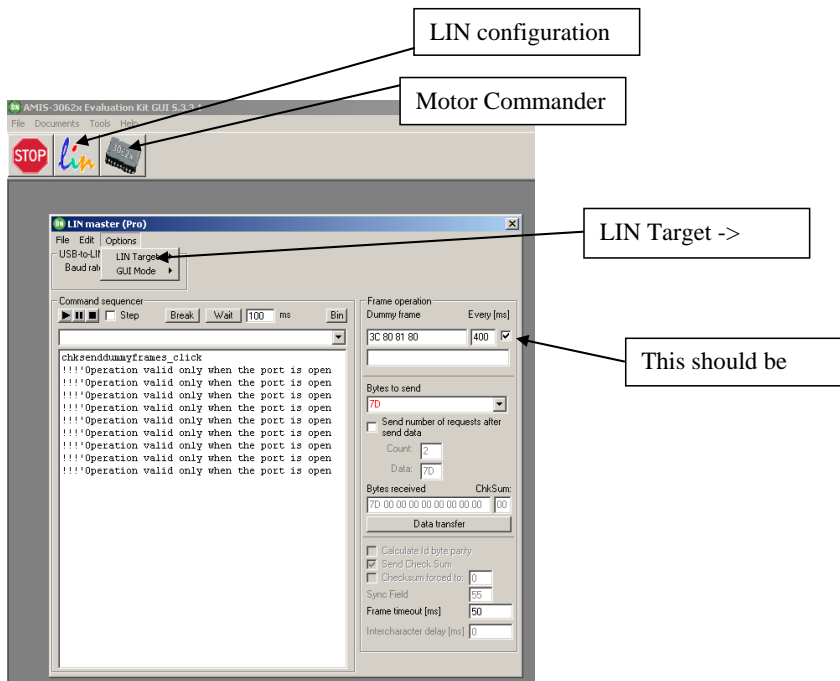 LIN configuration
Motor Commander
ON AMIS-3062x Evaluation Kit GUI 5.3.3.1
File Documents Tools Help
STOP lin 3062x
LIN Target ->
ON LIN master (Pro)
File Edit Options
USB-to-LIN
Baud rat
LIN Target
GUI Mode
Command sequencer
Step Break Wait 100 ms Bin
chksenddummyframes_click
!!!'Operation valid only when the port is open
!!!'Operation valid only when the port is open
!!!'Operation valid only when the port is open
!!!'Operation valid only when the port is open
!!!'Operation valid only when the port is open
!!!'Operation valid only when the port is open
!!!'Operation valid only when the port is open
!!!'Operation valid only when the port is open
Frame operation
Dummy frame Every [ms]
3C 80 81 80 400
This should be
Bytes to send
7D
Send number of requests after
send data
Count: 2
Data: 7D
Bytes received ChkSum:
7D 00 00 00 00 00 00 00 00 00
Data transfer
Calculate Id byte parity
Send Check Sum
Checksum forced to: 0
Sync Field 55
Frame timeout [ms] 50
Intercharacter delay [ms] 0